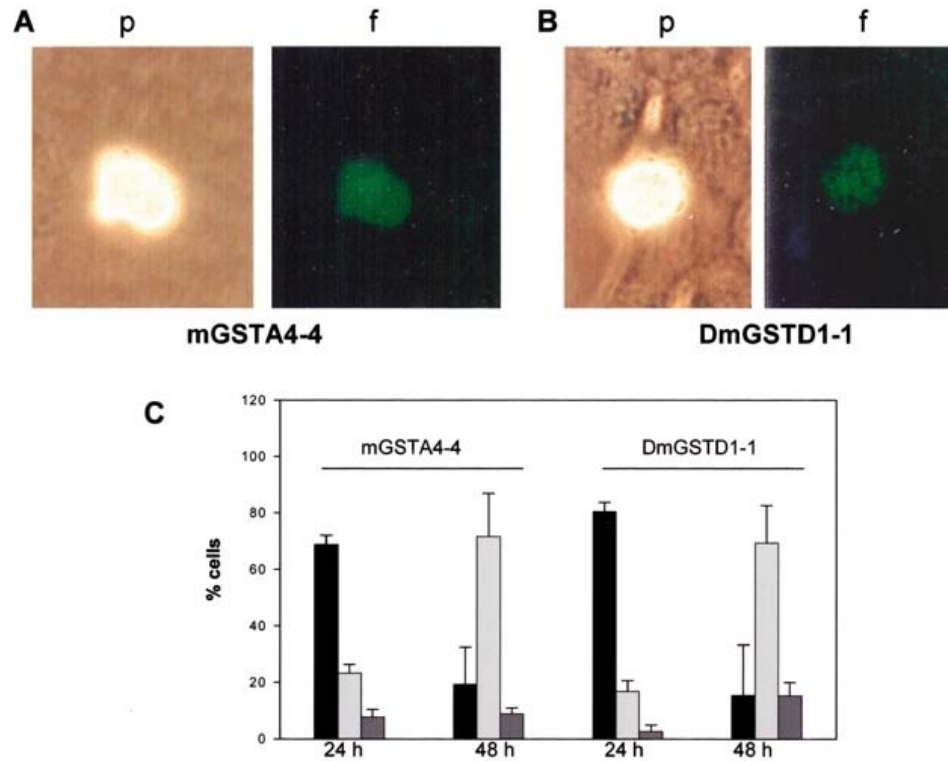 A p f B p f
mGSTA4-4 DmGSTD1-1
C
120
mGSTA4-4 DmGSTD1-1
100
80
60
40
20
0
% cells
24 h 48 h 24 h 48 h